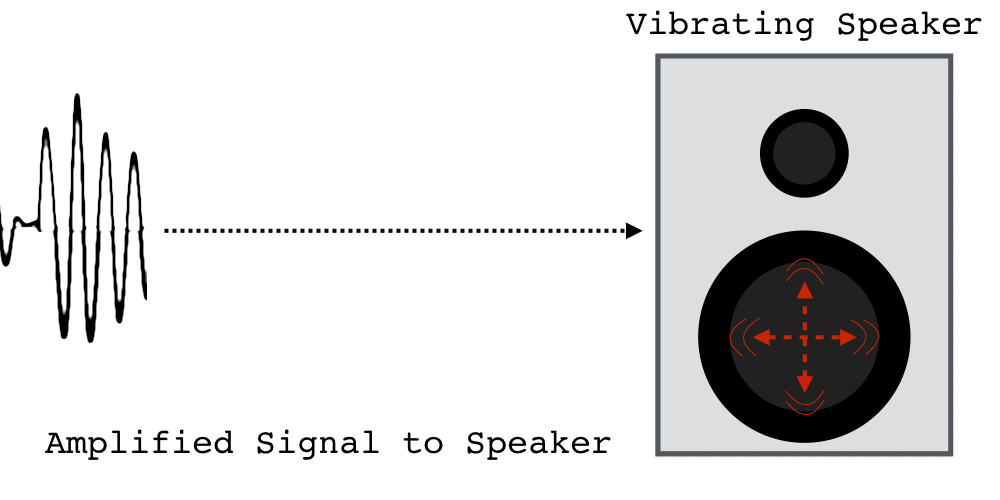 Vibrating Speaker
Amplified Signal to Speaker